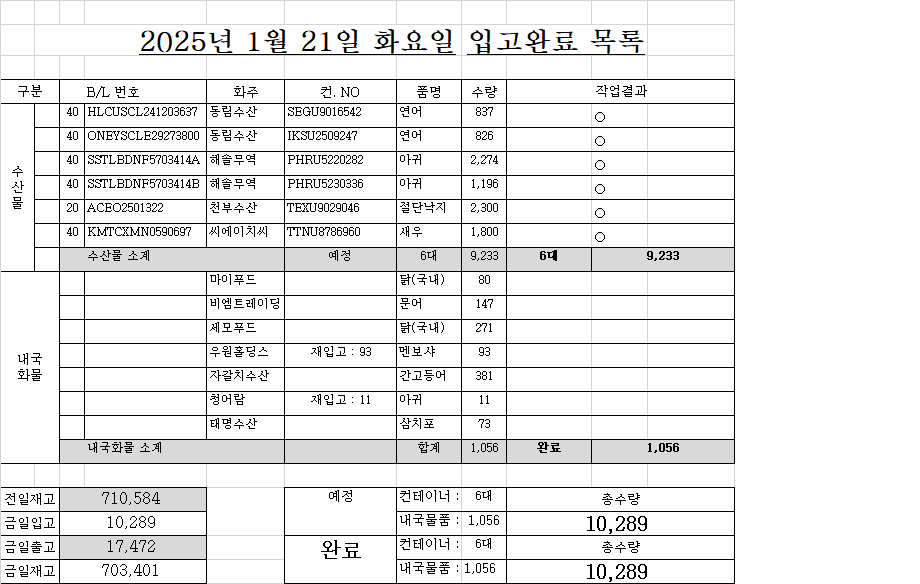 2025년 1월 21일 화요일 입고완료 목록
구분 B/L 번호 화주 컨. NO 품명 수량 작업결과
수산물
40 HLCUSCL241203637 동림수산 SEGU9016542 연어 837 ○
40 ONEYSCLE29273800 동림수산 IKSU2509247 연어 826 ○
40 SSTLBDNF5703414A 해솔무역 PHRU5220282 아귀 2,274 ○
40 SSTLBDNF5703414B 해솔무역 PHRU5230336 아귀 1,196 ○
20 ACEO2501322 천부수산 TEXU9029046 절단낙지 2,300 ○
40 KMTCXMN0590697 씨에이치씨 TTNU8786960 새우 1,800 ○
수산물 소계 예정 6대 9,233 6대 9,233
내국
화물
마이푸드 닭(국내) 80
비엠트레이딩 문어 147
세모푸드 닭(국내) 271
우원홀딩스 재입고 : 93 멘보샤 93
자갈치수산 간고등어 381
청어람 재입고 : 11 아귀 11
태명수산 삼치포 73
내국화물 소계 합계 1,056 완료 1,056
전일재고 710,584 예정 컨테이너 : 6대 총수량
금일입고 10,289 내국물품 : 1,056 10,289
금일출고 17,472 완료 컨테이너 : 6대 총수량
금일재고 703,401 내국물품 : 1,056 10,289